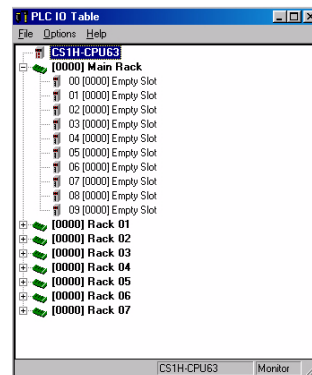 PLC IO Table
File Options Help
CS1H-CPU63
[0000] Main Rack
00 [0000] Empty Slot
01 [0000] Empty Slot
02 [0000] Empty Slot
03 [0000] Empty Slot
04 [0000] Empty Slot
05 [0000] Empty Slot
06 [0000] Empty Slot
07 [0000] Empty Slot
08 [0000] Empty Slot
09 [0000] Empty Slot
[0000] Rack 01
[0000] Rack 02
[0000] Rack 03
[0000] Rack 04
[0000] Rack 05
[0000] Rack 06
[0000] Rack 07
CS1H-CPU63 Monitor